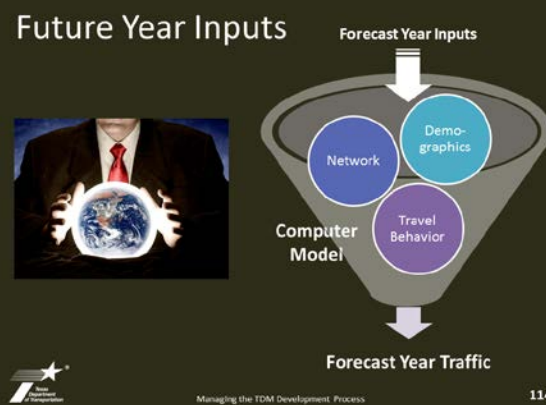 Future Year Inputs
Forecast Year Inputs
Demo-
graphics
Network
Travel
Behavior
Computer
Model
Forecast Year Traffic
Texas
Department
of Transportation
Managing the TDM Development Process
114